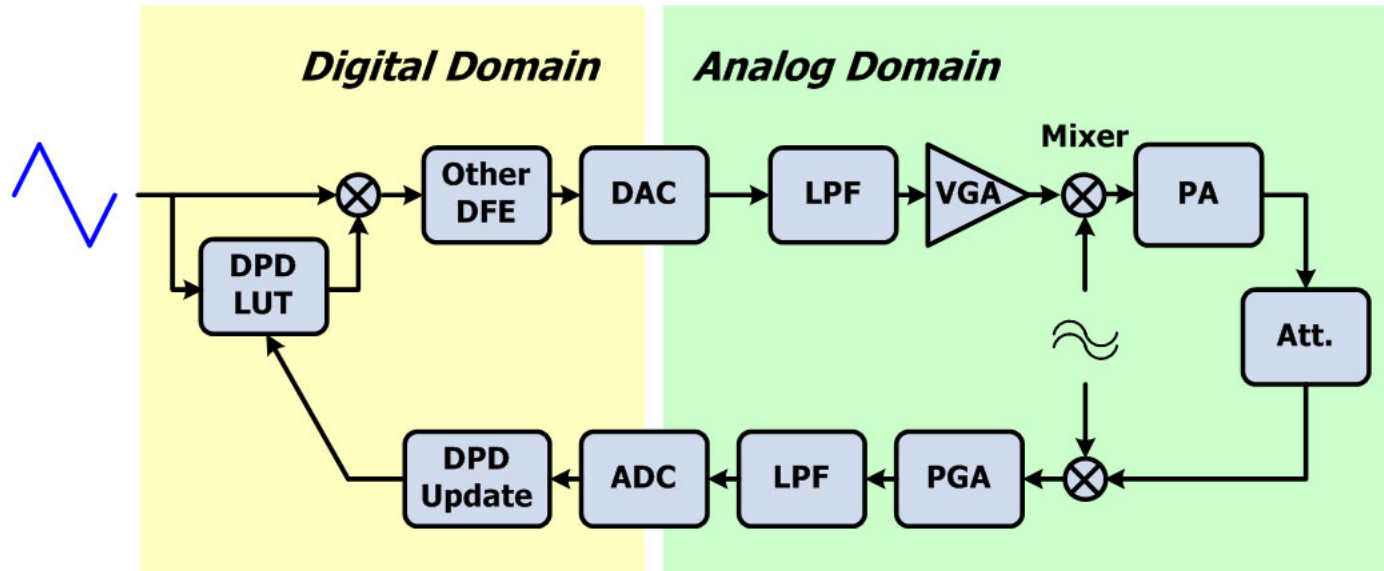 Digital Domain
Analog Domain
Mixer
Other
DFE
DAC
LPF
VGA
PA
DPD
LUT
Att.
DPD
Update
ADC
LPF
PGA